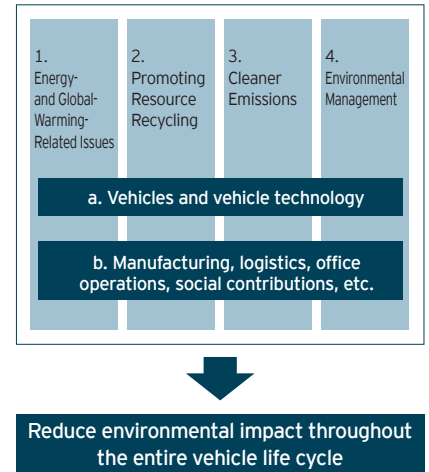 1.
Energy-
and Global-
Warming-
Related Issues
2.
Promoting
Resource
Recycling
3.
Cleaner
Emissions
4.
Environmental
Management
a. Vehicles and vehicle technology
b. Manufacturing, logistics, office
operations, social contributions, etc.
Reduce environmental impact throughout
the entire vehicle life cycle